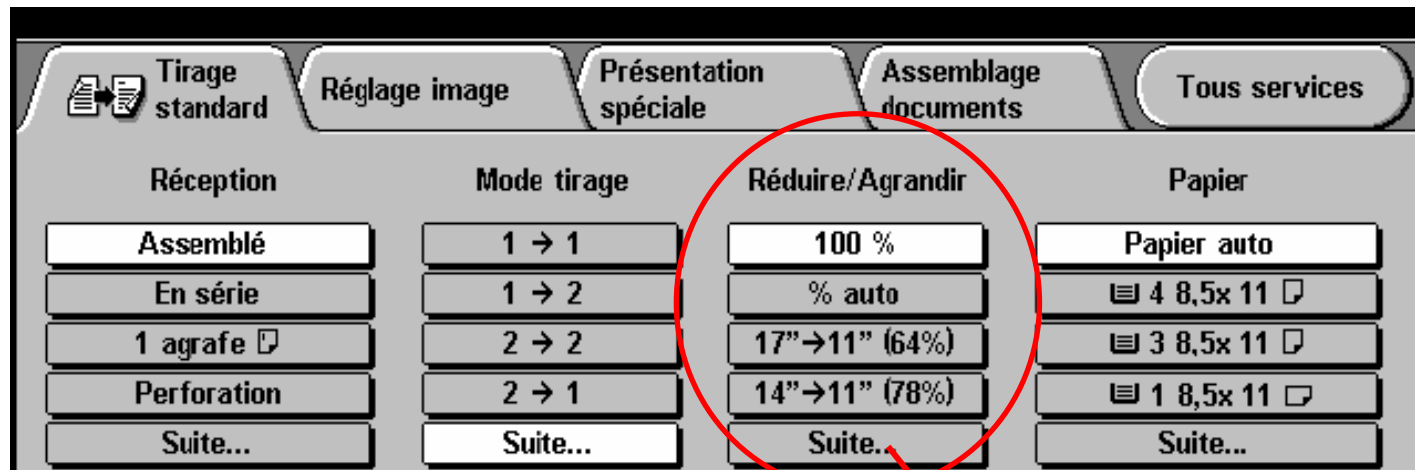 Tirage
standard
Réglage image
Présentation
spéciale
Assemblage
documents
Tous services
Réception
Mode tirage
Réduire/Agrandir
Papier
Assemblé
1 → 1
100 %
Papier auto
En série
1 → 2
% auto
4 8,5x 11
1 agrafe
2 → 2
17”→11” (64%)
3 8,5x 11
Perforation
2 → 1
14”→11” (78%)
1 8,5x 11
Suite...
Suite...
Suite...
Suite...